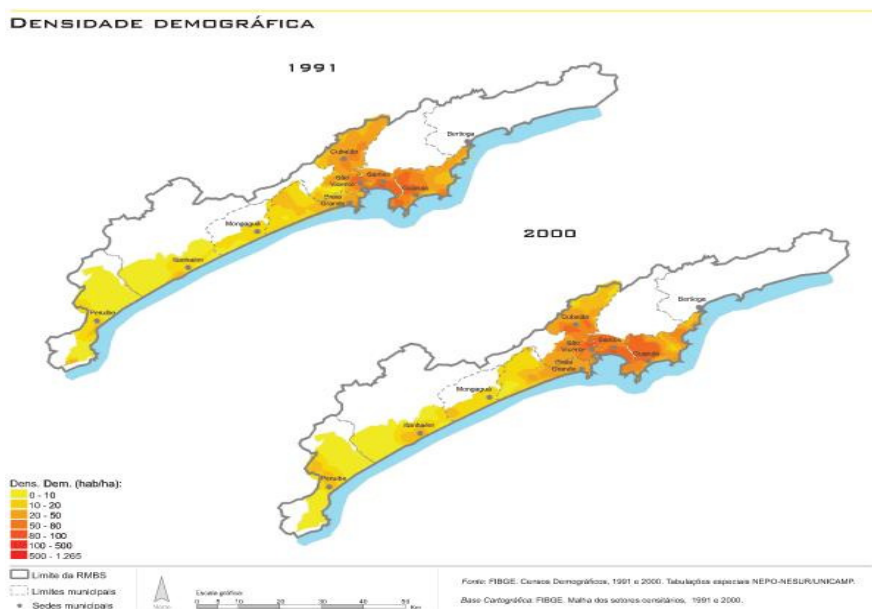 DENSIDADE DEMOGRÁFICA
1991
Bertioga
Cubatão
São
Vicente
Santos
Guarujá
Praia
Grande
Mongaguá
Itanhaém
Peruíbe
2000
Bertioga
Cubatão
São
Vicente
Santos
Guarujá
Praia
Grande
Mongaguá
Itanhaém
Peruíbe
Dens. Dem. (hab/ha):
0 - 10
10 - 20
20 - 50
50 - 80
80 - 100
100 - 500
500 - 1.265
Limite da RMBS
Limites municipais
Sedes municipais
Norte
Escala gráfica
0 5 10 20 30 40 50
Km
Fonte: FIBGE. Censos Demográficos, 1991 e 2000. Tabulações especiais NEPO-NESUR/UNICAMP.
Base Cartográfica: FIBGE. Malha dos setores censitários, 1991 e 2000.